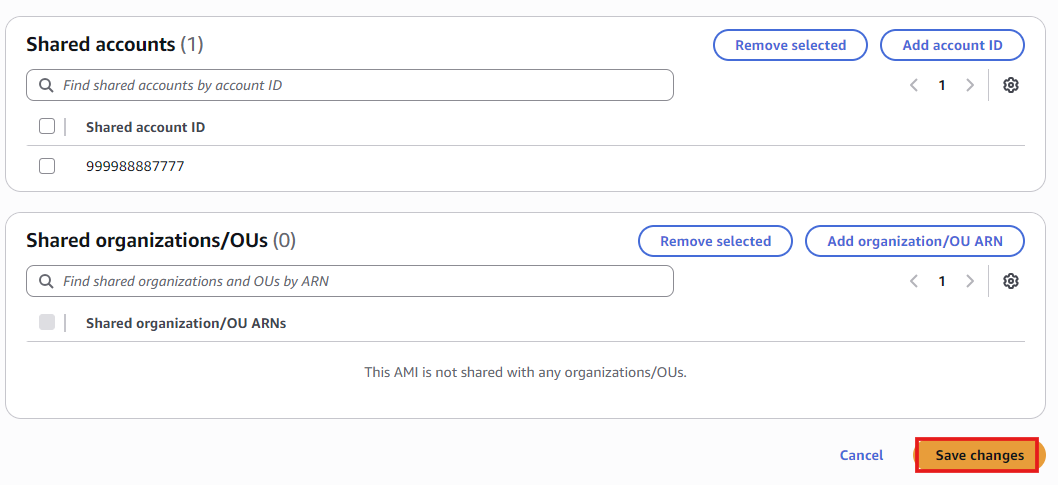 Shared accounts (1)
Remove selected
Add account ID
Find shared accounts by account ID
1
Shared account ID
999988887777
Shared organizations/OUs (0)
Remove selected
Add organization/OU ARN
Find shared organizations and OUs by ARN
1
Shared organization/OU ARNs
This AMI is not shared with any organizations/OUs.
Cancel
Save changes